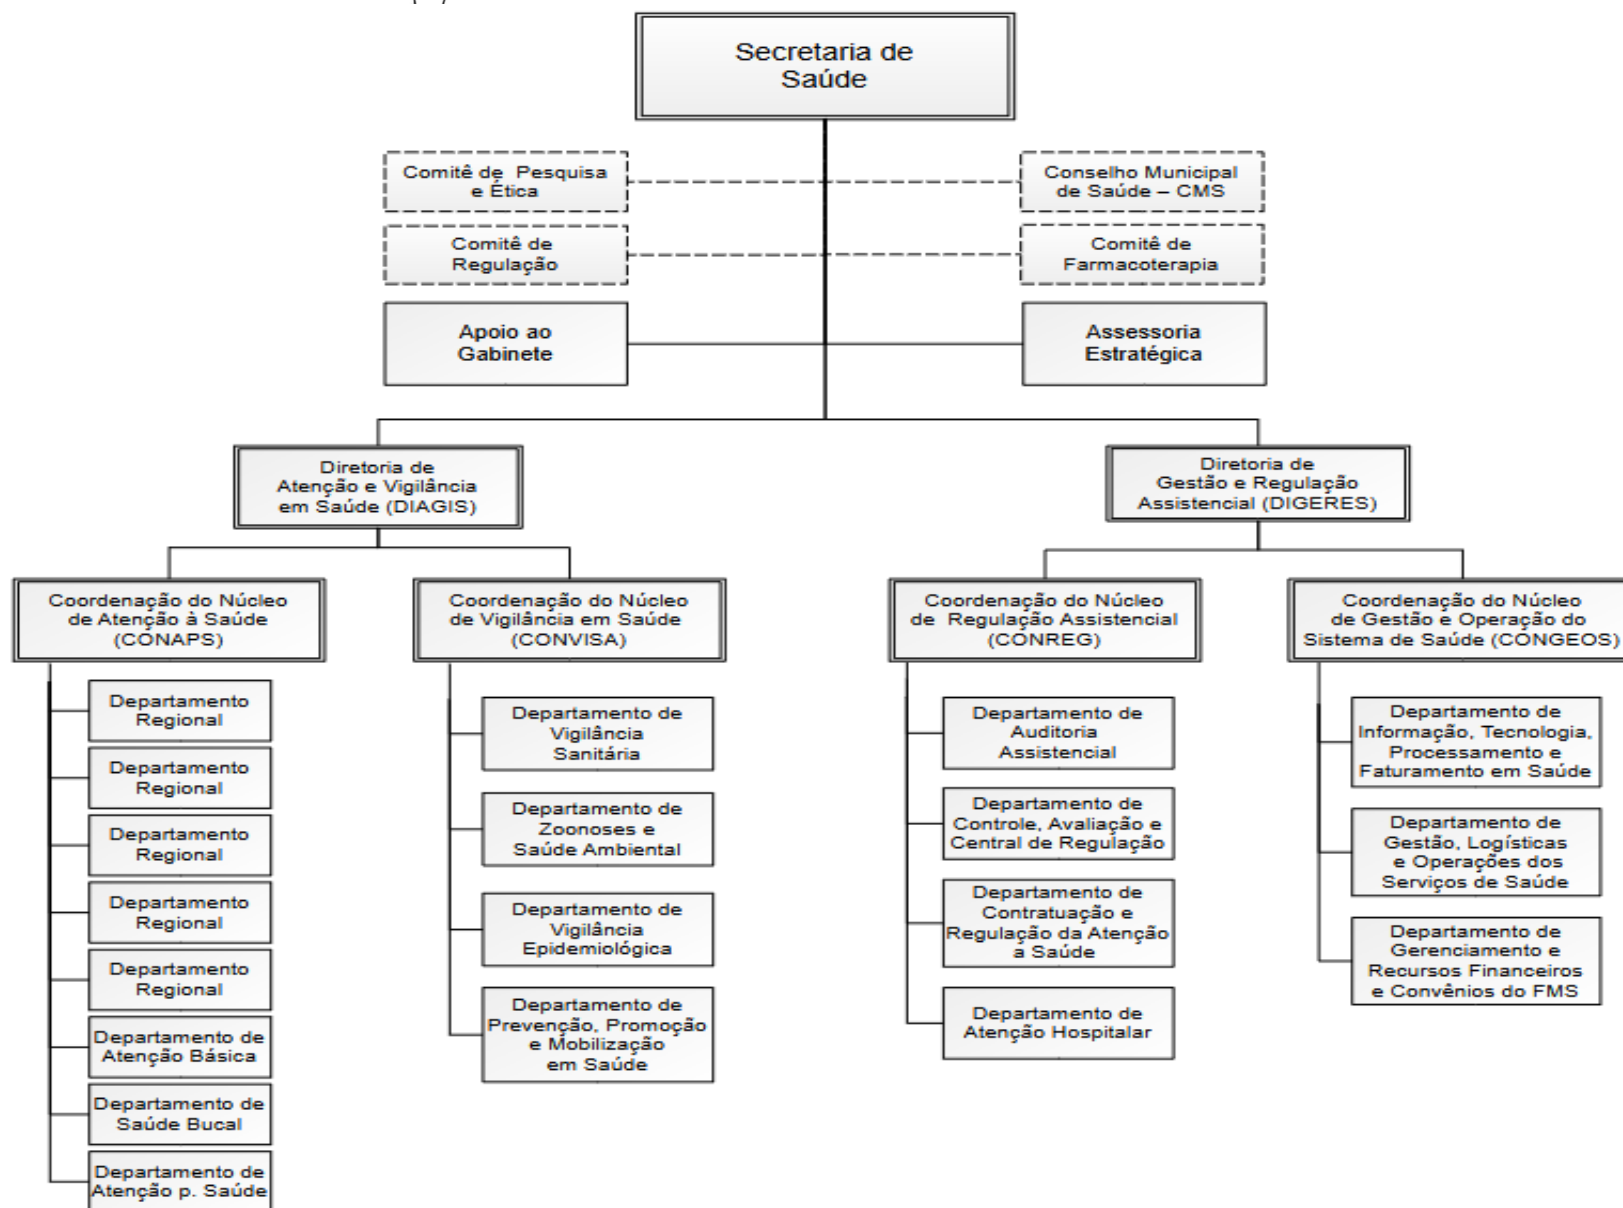 Secretaria de
Saúde
Comitê de Pesquisa
e Ética
Conselho Municipal
de Saúde – CMS
Comitê de
Regulação
Comitê de
Farmacoterapia
Apoio ao
Gabinete
Assessoria
Estratégica
Diretoria de
Atenção e Vigilância
em Saúde (DIAGIS)
Diretoria de
Gestão e Regulação
Assistencial (DIGERES)
Coordenação do Núcleo
de Atenção à Saúde
(CONAPS)
Coordenação do Núcleo
de Vigilância em Saúde
(CONVISA)
Coordenação do Núcleo
de Regulação Assistencial
(CONREG)
Coordenação do Núcleo
de Gestão e Operação do
Sistema de Saúde (CONGEOS)
Departamento
Regional
Departamento
Regional
Departamento
Regional
Departamento
Regional
Departamento
Regional
Departamento de
Atenção Básica
Departamento de
Saúde Bucal
Departamento de
Atenção p. Saúde
Departamento de
Vigilância
Sanitária
Departamento de
Zoonoses e
Saúde Ambiental
Departamento de
Vigilância
Epidemiológica
Departamento de
Prevenção, Promoção
e Mobilização
em Saúde
Departamento de
Auditoria
Assistencial
Departamento de
Controle, Avaliação e
Central de Regulação
Departamento de
Contratuação e
Regulação da Atenção
a Saúde
Departamento de
Atenção Hospitalar
Departamento de
Informação, Tecnologia,
Processamento e
Faturamento em Saúde
Departamento de
Gestão, Logísticas
e Operações dos
Serviços de Saúde
Departamento de
Gerenciamento e
Recursos Financeiros
e Convênios do FMS